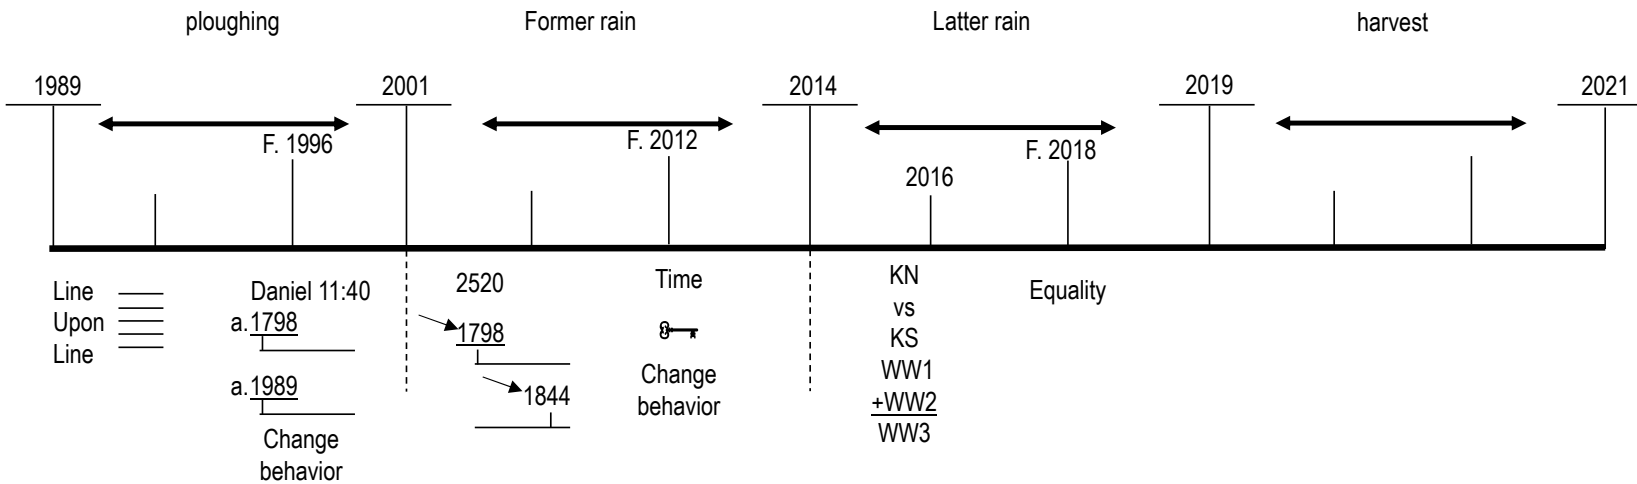 ploughing
Former rain
Latter rain
harvest
1989
2001
2014
2019
2021
F. 1996
F. 2012
F. 2018
2016
Line
Upon
Line
Daniel 11:40
a.1798
a.1989
Change
behavior
2520
1798
1844
Time
Change
behavior
KN
vs
KS
WW1
+WW2
WW3
Equality